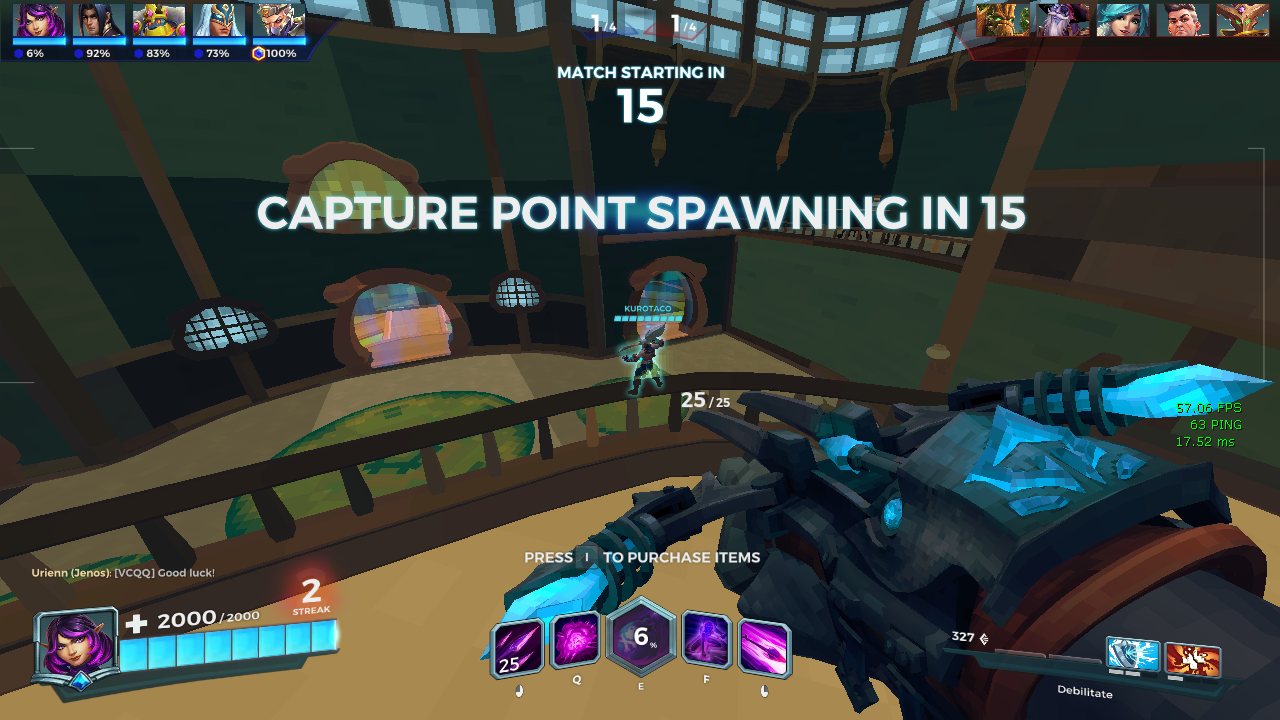 6%
92%
83%
73%
100%
1/4
1/4
MATCH STARTING IN
15
CAPTURE POINT SPAWNING IN 15
KUROTACO
25/25
57.06 FPS
63 PING
17.52 ms
PRESS I TO PURCHASE ITEMS
Urienn (Jenos): [VCQQ] Good luck!
2
STREAK
2000/2000
25
6%
Q
E
F
327
Debilitate